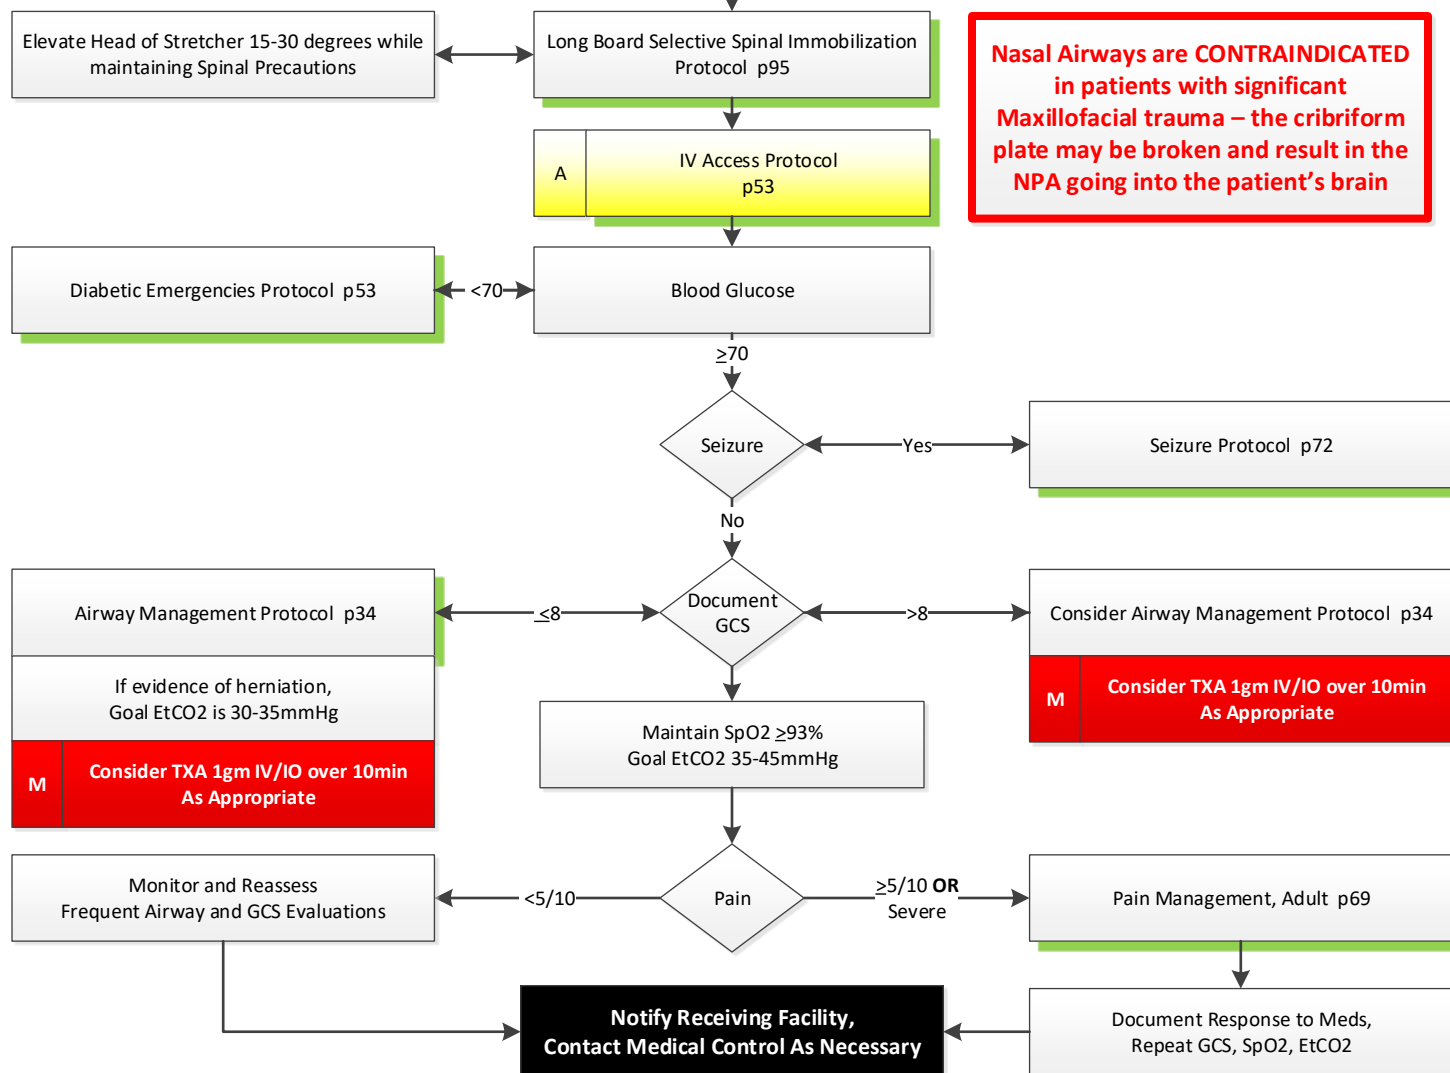 Elevate Head of Stretcher 15-30 degrees while
maintaining Spinal Precautions
Long Board Selective Spinal Immobilization
Protocol p95
Nasal Airways are CONTRAINDICATED
in patients with significant
Maxillofacial trauma – the cribriform
plate may be broken and result in the
NPA going into the patient’s brain
A
IV Access Protocol
p53
Diabetic Emergencies Protocol p53
<70
Blood Glucose
≥70
Seizure
Yes
Seizure Protocol p72
No
Airway Management Protocol p34
≤8
Document
GCS
>8
Consider Airway Management Protocol p34
If evidence of herniation,
Goal EtCO2 is 30-35mmHg
M
Consider TXA 1gm IV/IO over 10min
As Appropriate
Maintain SpO2 ≥93%
Goal EtCO2 35-45mmHg
M
Consider TXA 1gm IV/IO over 10min
As Appropriate
Monitor and Reassess
Frequent Airway and GCS Evaluations
<5/10
Pain
≥5/10 OR
Severe
Pain Management, Adult p69
Notify Receiving Facility,
Contact Medical Control As Necessary
Document Response to Meds,
Repeat GCS, SpO2, EtCO2